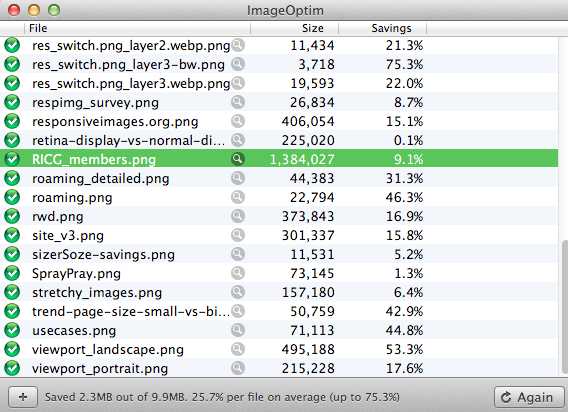 ImageOptim
File Size Savings
res_switch.png_layer2.webp.png 11,434 21.3%
res_switch.png_layer3-bw.png 3,718 75.3%
res_switch.png_layer3.webp.png 19,593 22.0%
respimg_survey.png 26,834 8.7%
responsiveimages.org.png 406,054 15.1%
retina-display-vs-normal-di... 225,020 0.1%
RICG_members.png 1,384,027 9.1%
roaming_detailed.png 44,383 31.3%
roaming.png 22,794 46.3%
rwd.png 373,843 16.9%
site_v3.png 301,337 15.8%
sizerSoze-savings.png 11,531 5.2%
SprayPray.png 73,145 1.3%
stretchy_images.png 157,180 6.4%
trend-page-size-small-vs-bi... 50,759 42.9%
usecases.png 71,113 44.8%
viewport_landscape.png 495,188 53.3%
viewport_portrait.png 215,228 17.6%
+ Saved 2.3MB out of 9.9MB. 25.7% per file on average (up to 75.3%) Again